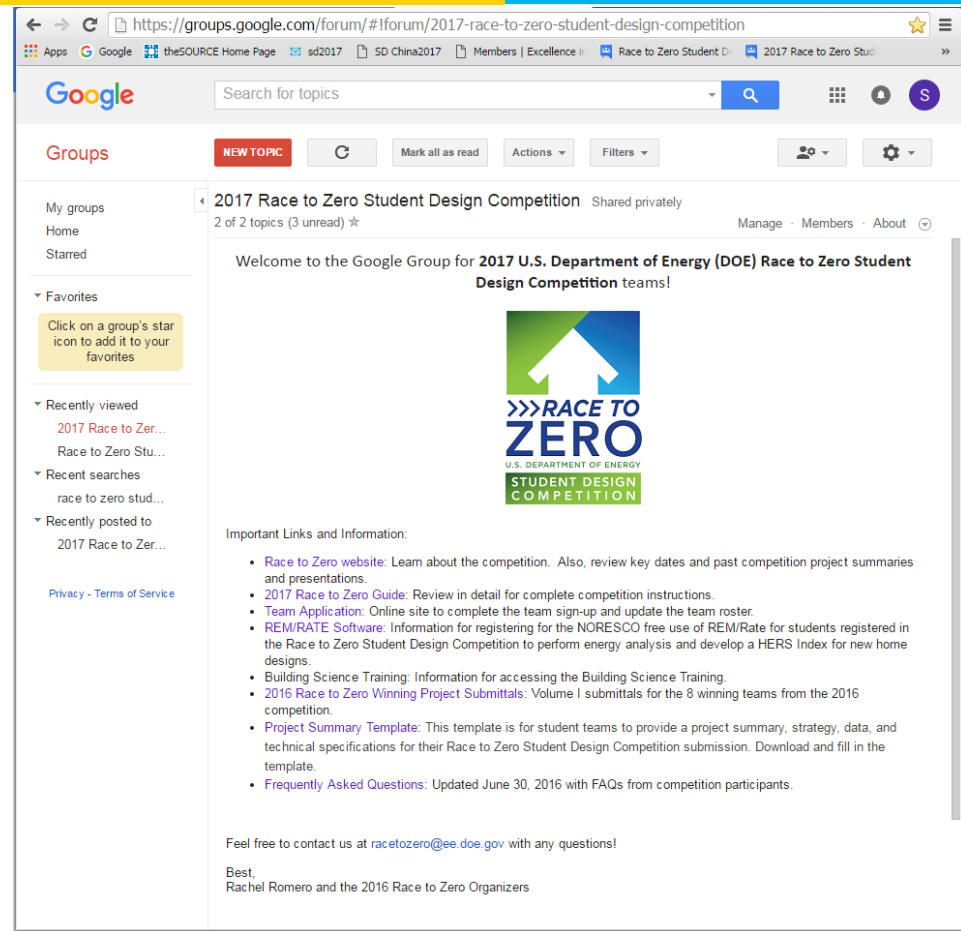 https://groups.google.com/forum/#!forum/2017-race-to-zero-student-design-competition
Apps Google theSOURCE Home Page sd2017 SD China2017 Members | Excellence in Race to Zero Student D 2017 Race to Zero Stud »
Google
Search for topics
S
Groups
NEW TOPIC
Mark all as read
Actions
Filters
My groups
Home
Starred
Favorites
Click on a group's star
icon to add it to your
favorites
Recently viewed
2017 Race to Zer...
Race to Zero Stu...
Recent searches
race to zero stud...
Recently posted to
2017 Race to Zer...
Privacy - Terms of Service
2017 Race to Zero Student Design Competition Shared privately
2 of 2 topics (3 unread)
Manage · Members · About
Welcome to the Google Group for 2017 U.S. Department of Energy (DOE) Race to Zero Student
Design Competition teams!
>>>RACE TO
ZERO
U.S. DEPARTMENT OF ENERGY
STUDENT DESIGN
COMPETITION
Important Links and Information:
• Race to Zero website: Learn about the competition. Also, review key dates and past competition project summaries
and presentations.
• 2017 Race to Zero Guide: Review in detail for complete competition instructions.
• Team Application: Online site to complete the team sign-up and update the team roster.
• REM/RATE Software: Information for registering for the NORESCO free use of REM/Rate for students registered in
the Race to Zero Student Design Competition to perform energy analysis and develop a HERS Index for new home
designs.
• Building Science Training: Information for accessing the Building Science Training.
• 2016 Race to Zero Winning Project Submittals: Volume I submittals for the 8 winning teams from the 2016
competition.
• Project Summary Template: This template is for student teams to provide a project summary, strategy, data, and
technical specifications for their Race to Zero Student Design Competition submission. Download and fill in the
template.
• Frequently Asked Questions: Updated June 30, 2016 with FAQs from competition participants.
Feel free to contact us at racetozero@ee.doe.gov with any questions!
Best,
Rachel Romero and the 2016 Race to Zero Organizers